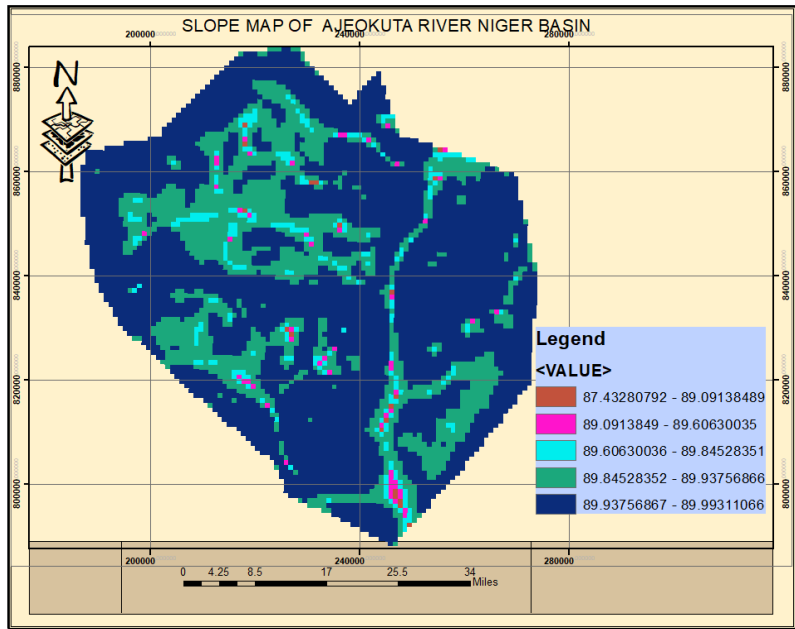 SLOPE MAP OF AJEOKUTA RIVER NIGER BASIN
200000 240000 280000
880000 880000
N
860000 860000
840000 840000
Legend
<VALUE>
87.43280792 - 89.09138489
89.0913849 - 89.60630035
89.60630036 - 89.84528351
89.84528352 - 89.93756866
89.93756867 - 89.99311066
820000 820000
800000 800000
200000 240000 280000
0 4.25 8.5 17 25.5 34
Miles